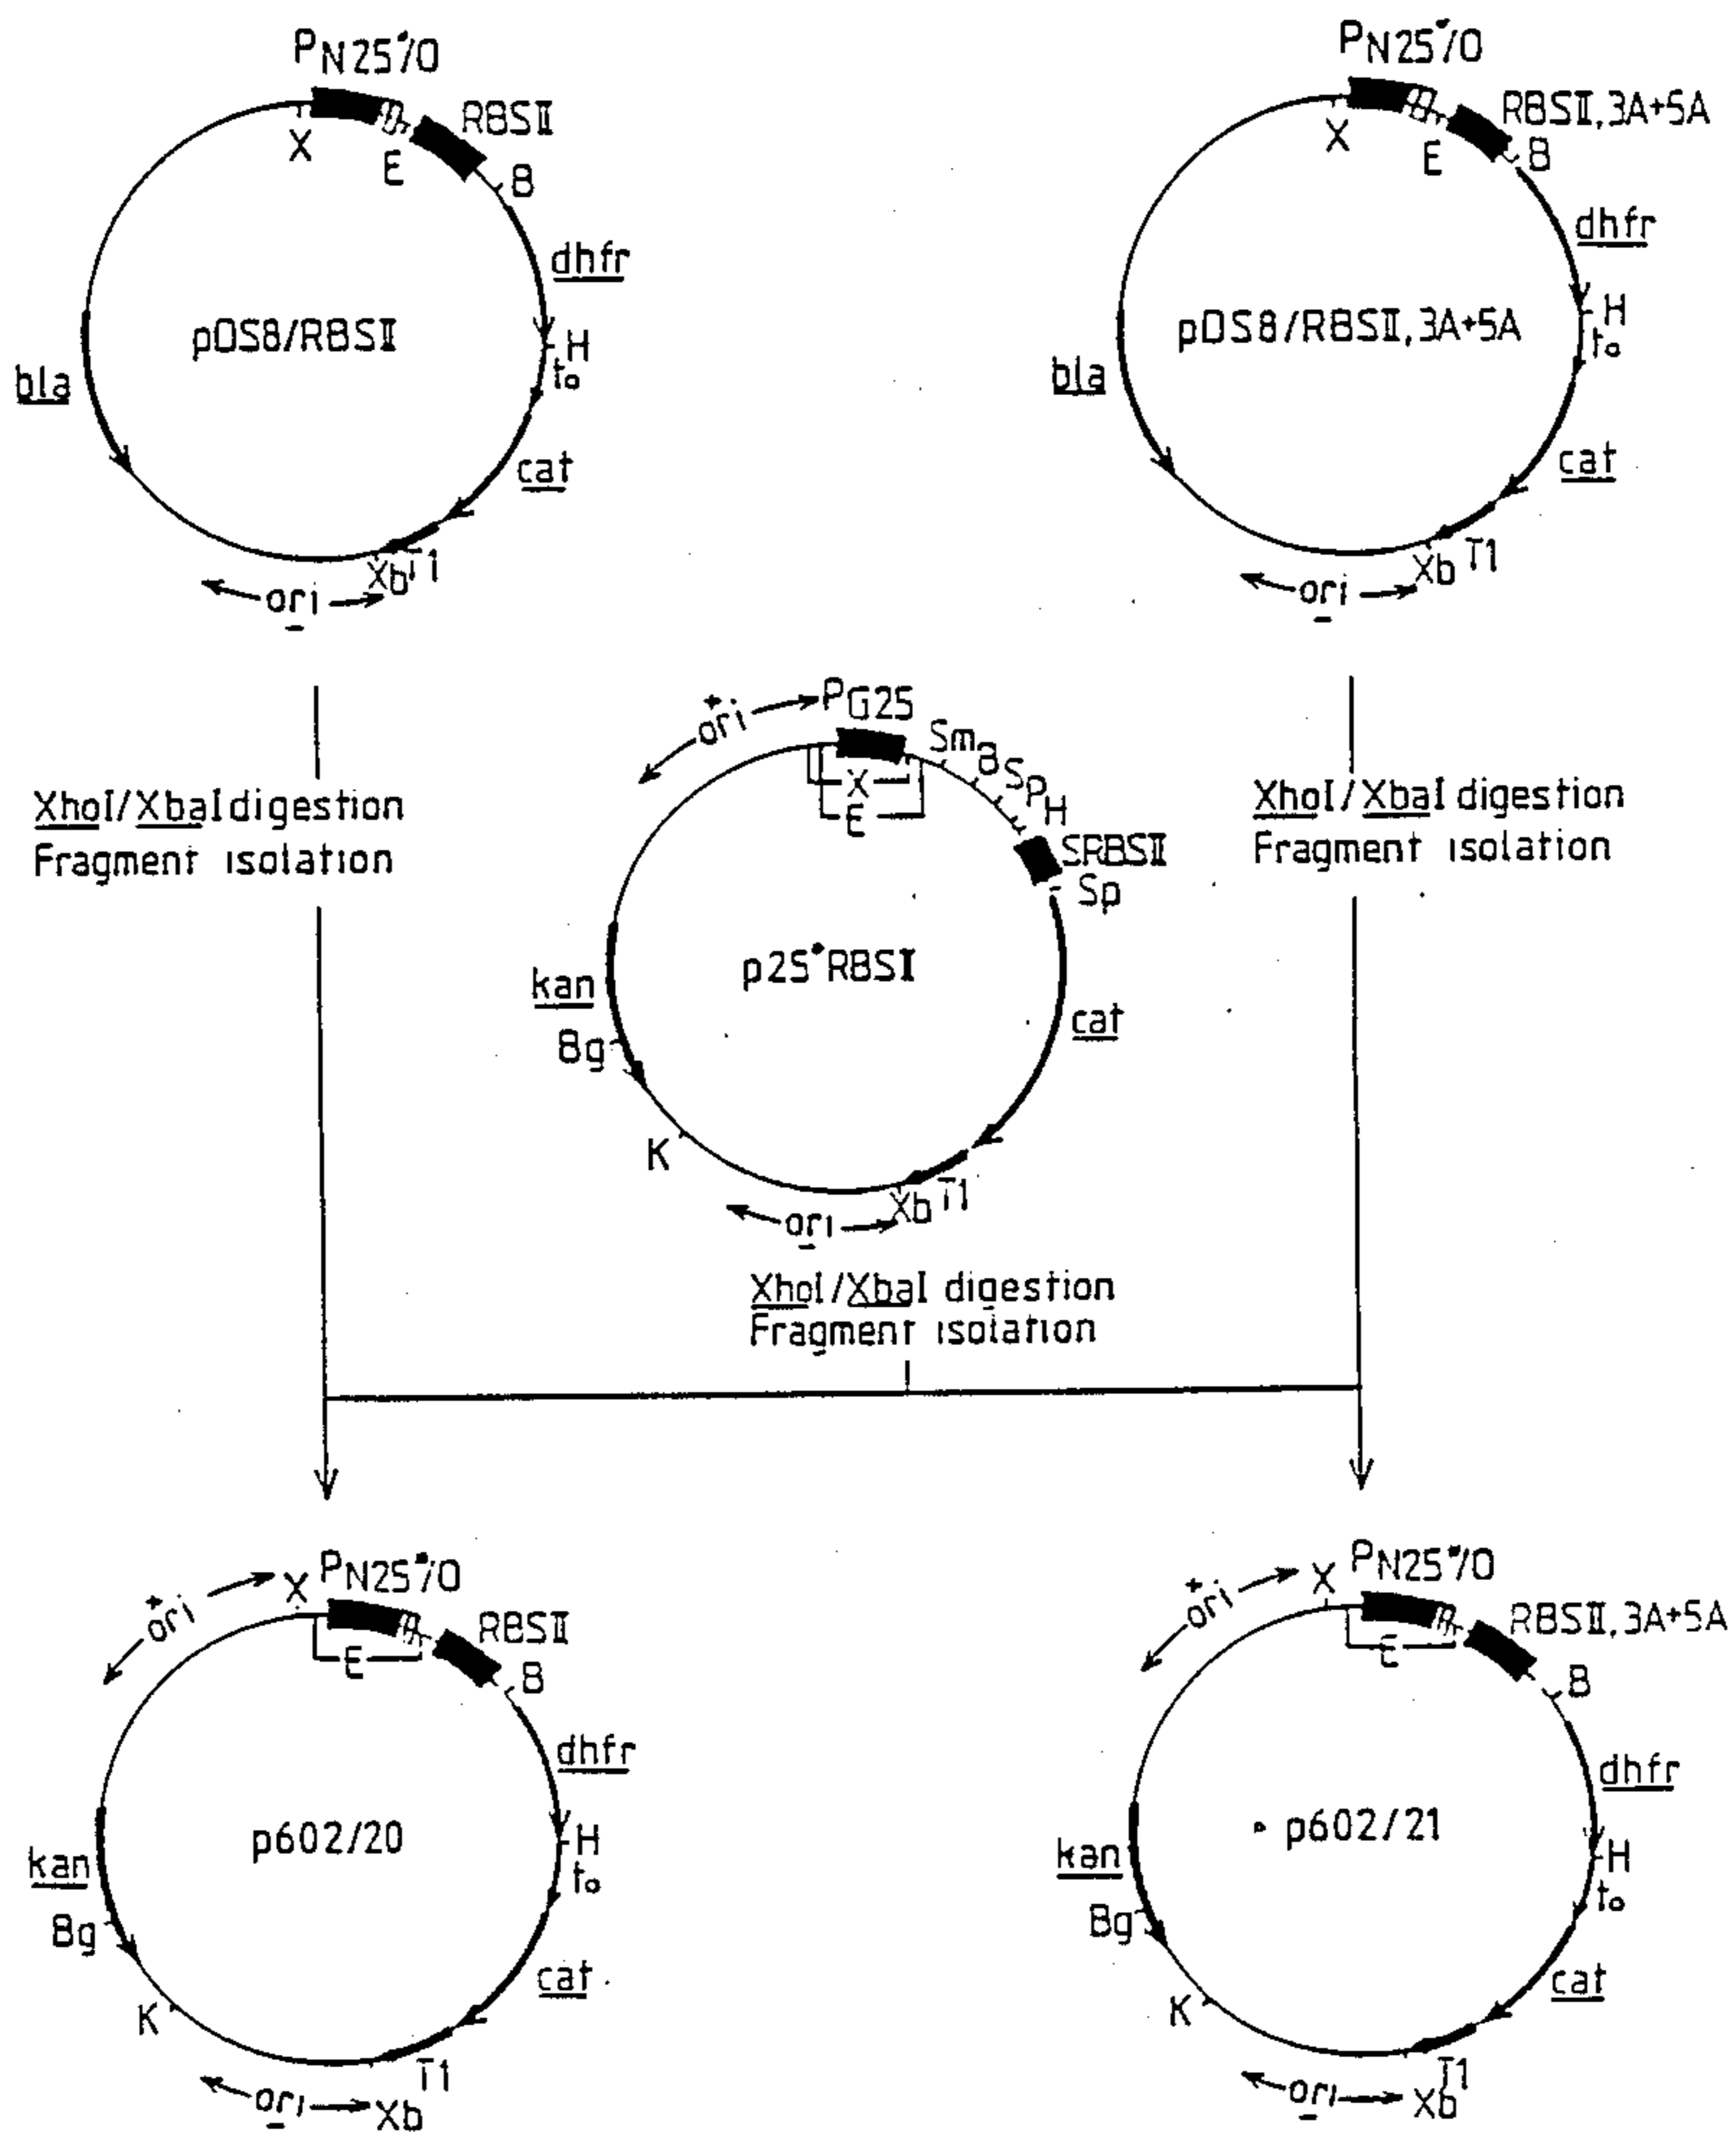 PN25*/O
X
E
RBSII
B
dhfr
pDS8/RBSII
H
to
bla
cat
T1
Xb
ori
-
PN25*/O
X
E
RBSII,3A+5A
B
dhfr
pDS8/RBSII,3A+5A
H
to
bla
cat
T1
Xb
ori
-
XhoI/XbaI digestion
Fragment isolation
XhoI/XbaI digestion
Fragment isolation
+
ori
PG25
X
E
Sm
B
S
P
H
SRBSII
Sp
p25*RBSII
kan
Bg
cat
K
T1
Xb
ori
-
XhoI/XbaI digestion
Fragment isolation
+
ori
X
PN25*/O
E
RBSII
B
dhfr
p602/20
H
to
kan
Bg
cat
K
T1
ori
-
Xb
+
ori
X
PN25*/O
E
RBSII,3A+5A
B
dhfr
p602/21
H
to
kan
Bg
cat
K
T1
ori
-
Xb